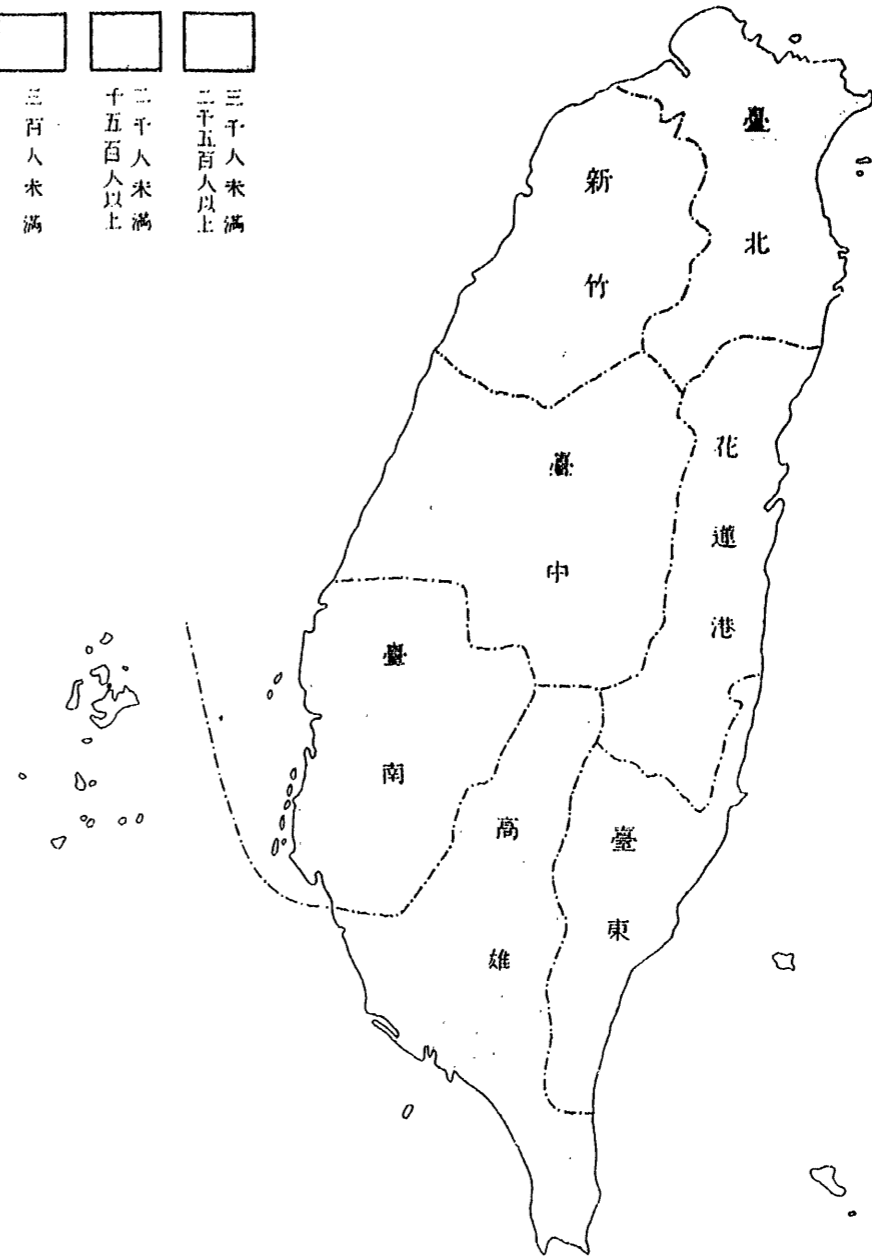 三千人未滿
二千五百人以上
二千人未滿
千五百人以上
三百人未滿
臺北
新竹
臺中
花蓮港
臺南
高雄
臺東